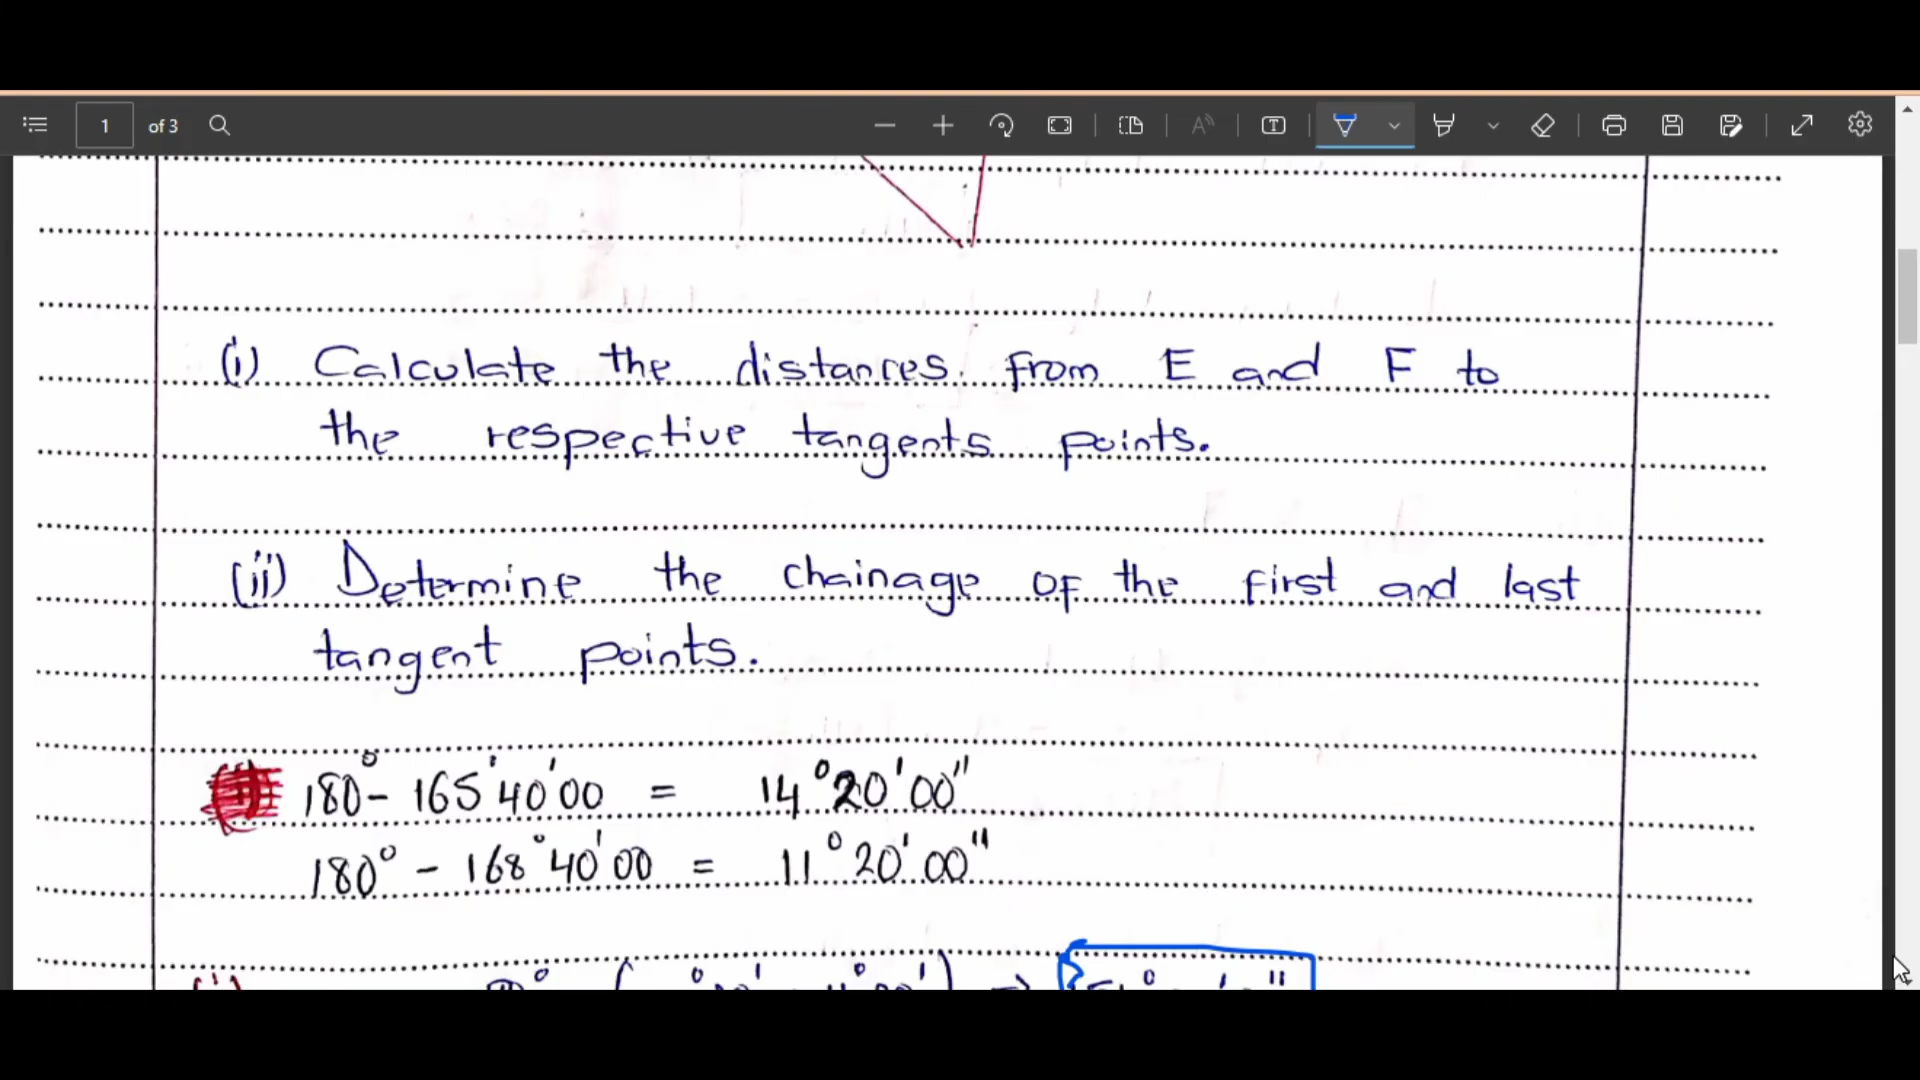 1 of 3
(i) Calculate the distances from E and F to
the respective tangents points.
(ii) Determine the chainage of the first and last
tangent points.
180° - 165°40'00 = 14°20'00"
180° - 168°40'00 = 11°20'00"